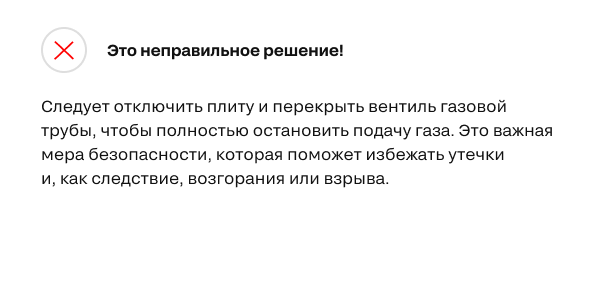 Это неправильное решение!
Следует отключить плиту и перекрыть вентиль газовой
трубы, чтобы полностью остановить подачу газа. Это важная
мера безопасности, которая поможет избежать утечки
и, как следствие, возгорания или взрыва.